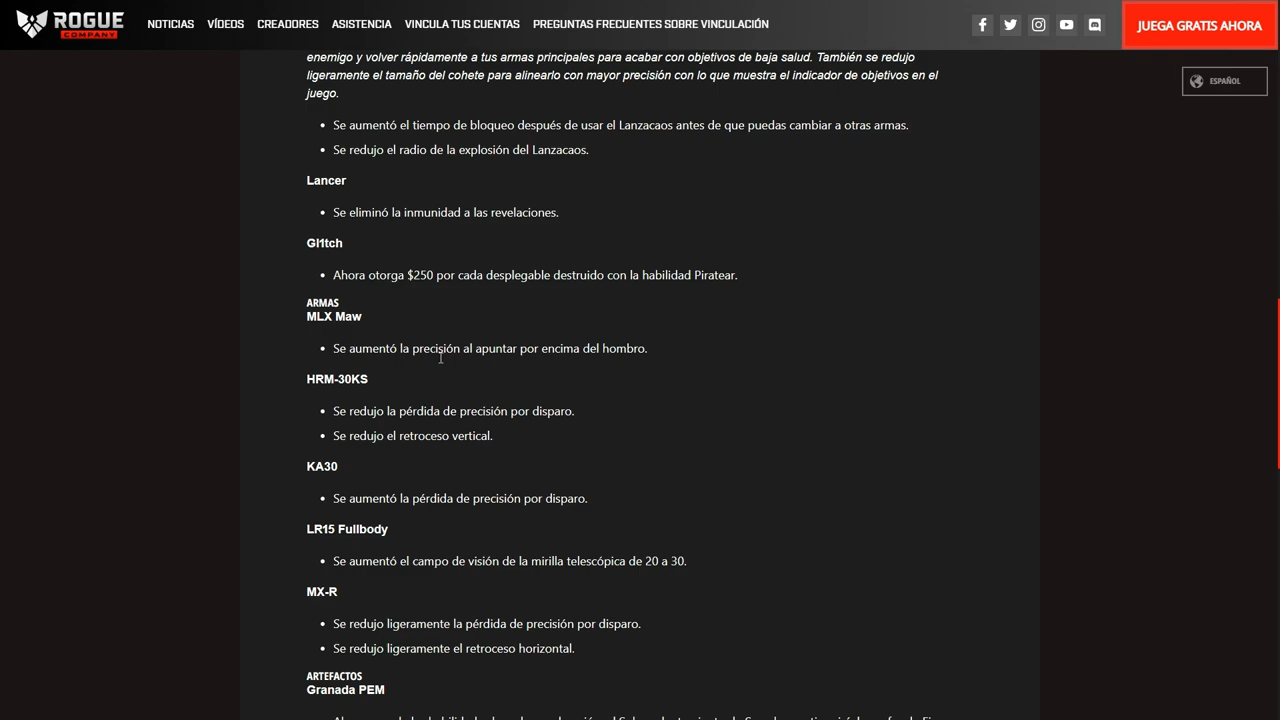 ROGUE
COMPANY
NOTICIAS VÍDEOS CREADORES ASISTENCIA VINCULA TUS CUENTAS PREGUNTAS FRECUENTES SOBRE VINCULACIÓN
JUEGA GRATIS AHORA
ESPAÑOL
enemigo y volver rápidamente a tus armas principales para acabar con objetivos de baja salud. También se redujo
ligeramente el tamaño del cohete para alinearlo con mayor precisión con lo que muestra el indicador de objetivos en el
juego.
• Se aumentó el tiempo de bloqueo después de usar el Lanzacaos antes de que puedas cambiar a otras armas.
• Se redujo el radio de la explosión del Lanzacaos.
Lancer
• Se eliminó la inmunidad a las revelaciones.
Gl1tch
• Ahora otorga $250 por cada desplegable destruido con la habilidad Piratear.
ARMAS
MLX Maw
• Se aumentó la precisión al apuntar por encima del hombro.
HRM-30KS
• Se redujo la pérdida de precisión por disparo.
• Se redujo el retroceso vertical.
KA30
• Se aumentó la pérdida de precisión por disparo.
LR15 Fullbody
• Se aumentó el campo de visión de la mirilla telescópica de 20 a 30.
MX-R
• Se redujo ligeramente la pérdida de precisión por disparo.
• Se redujo ligeramente el retroceso horizontal.
ARTEFACTOS
Granada PEM